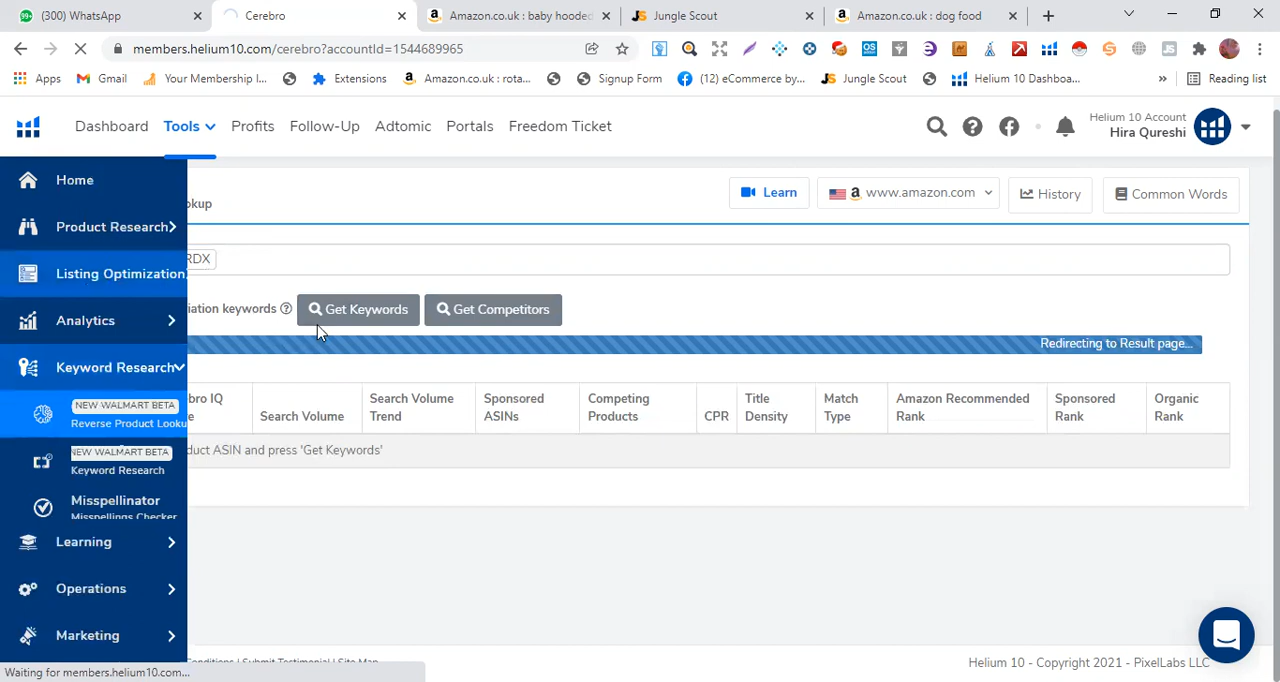 (300) WhatsApp
Cerebro
Amazon.co.uk : baby hooded
Jungle Scout
Amazon.co.uk : dog food
members.helium10.com/cerebro?accountId=1544689965
Apps
Gmail
Your Membership I...
Extensions
Amazon.co.uk : rota...
Signup Form
(12) eCommerce by...
Jungle Scout
Helium 10 Dashboa...
»
Reading list
Dashboard
Tools
Profits
Follow-Up
Adtomic
Portals
Freedom Ticket
Helium 10 Account
Hira Qureshi
Home
Product Research
Listing Optimization
Analytics
Keyword Research
NEW WALMART BETA
Reverse Product Looku
NEW WALMART BETA
Keyword Research
Misspellinator
Misspellings Checker
Learning
Operations
Marketing
okup
Learn
www.amazon.com
History
Common Words
RDX
iation keywords
Get Keywords
Get Competitors
Redirecting to Result page...
bro IQ
Search Volume
Search Volume Trend
Sponsored ASINs
Competing Products
CPR
Title Density
Match Type
Amazon Recommended Rank
Sponsored Rank
Organic Rank
duct ASIN and press 'Get Keywords'
Conditions | Submit Testimonial | Site Map
Helium 10 - Copyright 2021 - PixelLabs LLC
Waiting for members.helium10.com...